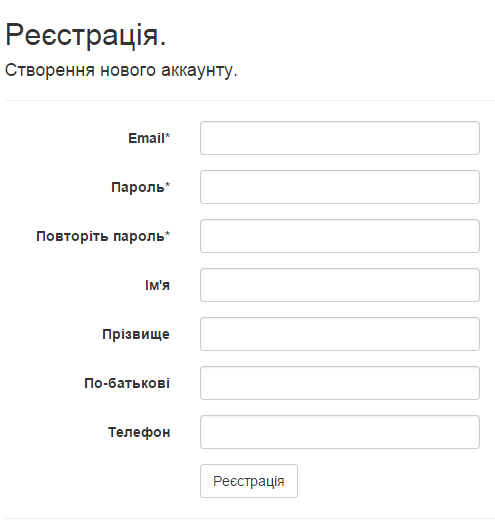 Реєстрація.
Створення нового аккаунту.
Email*
Пароль*
Повторіть пароль*
Ім'я
Прізвище
По-батькові
Телефон
Реєстрація